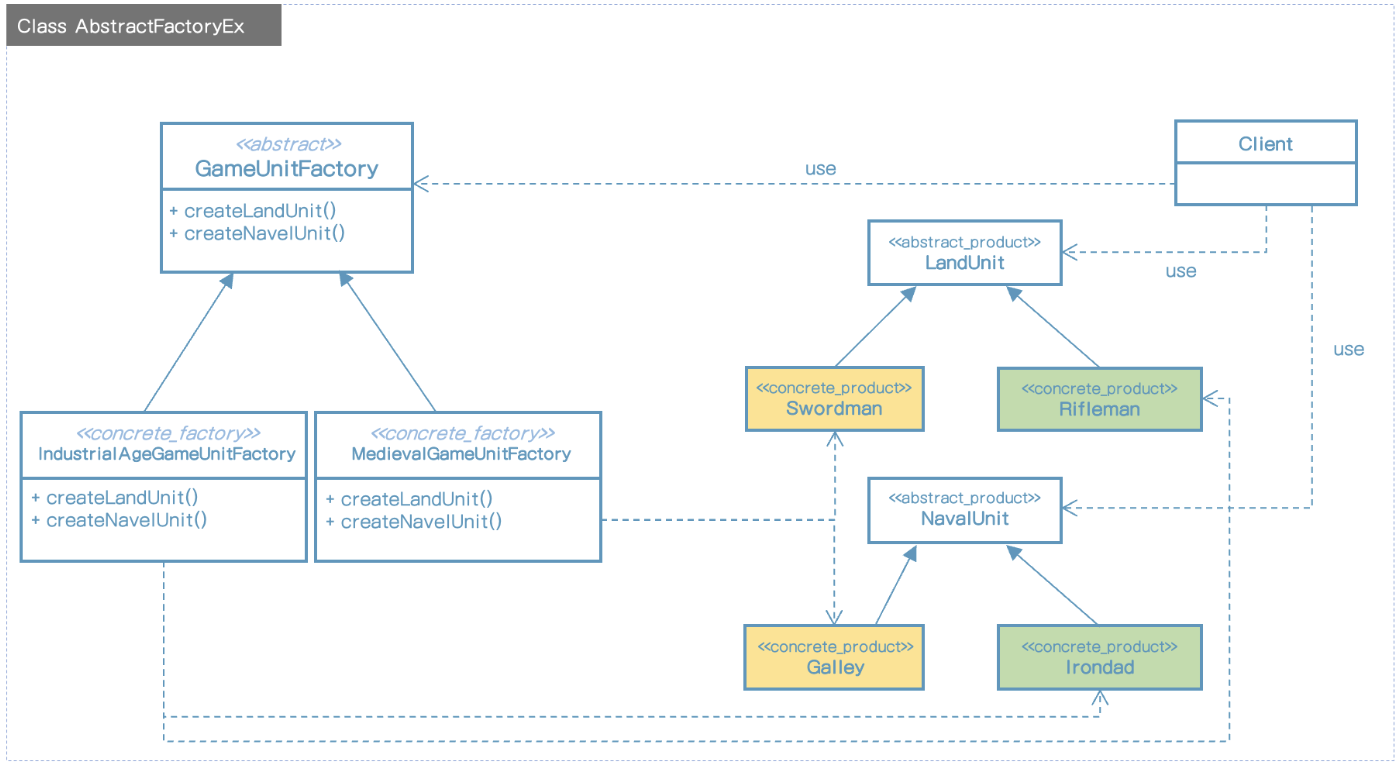 Class AbstractFactoryEx
<<abstract>>
GameUnitFactory
+ createLandUnit()
+ createNavelUnit()
use
Client
<<abstract_product>>
LandUnit
use
use
<<concrete_product>>
Swordman
<<concrete_product>>
Rifleman
<<concrete_factory>>
IndustrialAgeGameUnitFactory
+ createLandUnit()
+ createNavelUnit()
<<concrete_factory>>
MedievalGameUnitFactory
+ createLandUnit()
+ createNavelUnit()
<<abstract_product>>
NavalUnit
<<concrete_product>>
Galley
<<concrete_product>>
Irondad